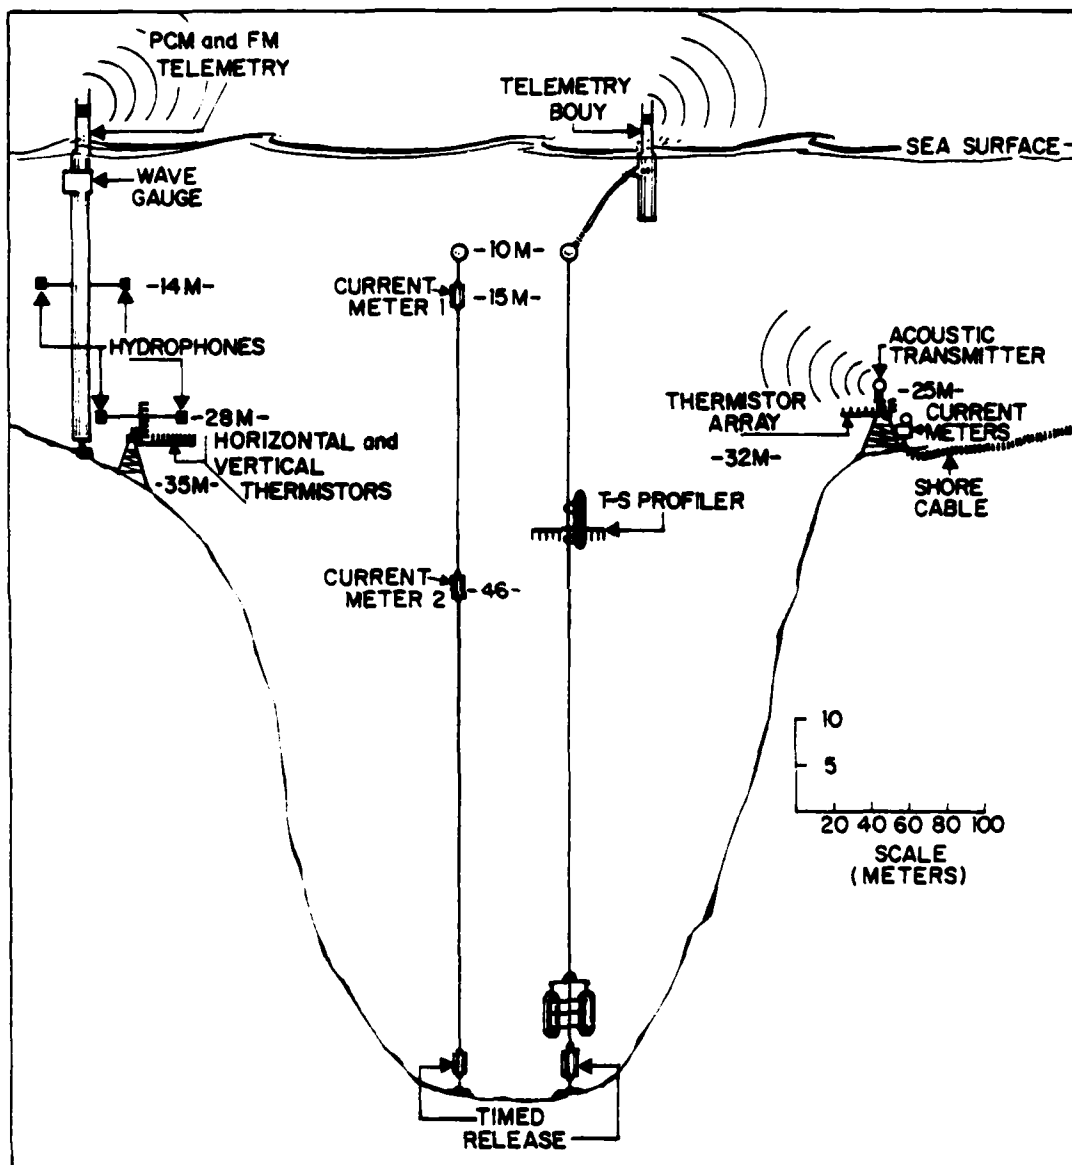 PCM and FM
TELEMETRY
TELEMETRY
BOUY
SEA SURFACE
WAVE
GAUGE
-10M-
-14M-
CURRENT
METER 1
-15M-
HYDROPHONES
ACOUSTIC
TRANSMITTER
-25M-
THERMISTOR
ARRAY
CURRENT
METERS
-28M-
HORIZONTAL and
VERTICAL
THERMISTORS
-32M-
-35M-
SHORE
CABLE
T-S PROFILER
CURRENT
METER 2
-46-
10
5
20 40 60 80 100
SCALE
(METERS)
TIMED
RELEASE